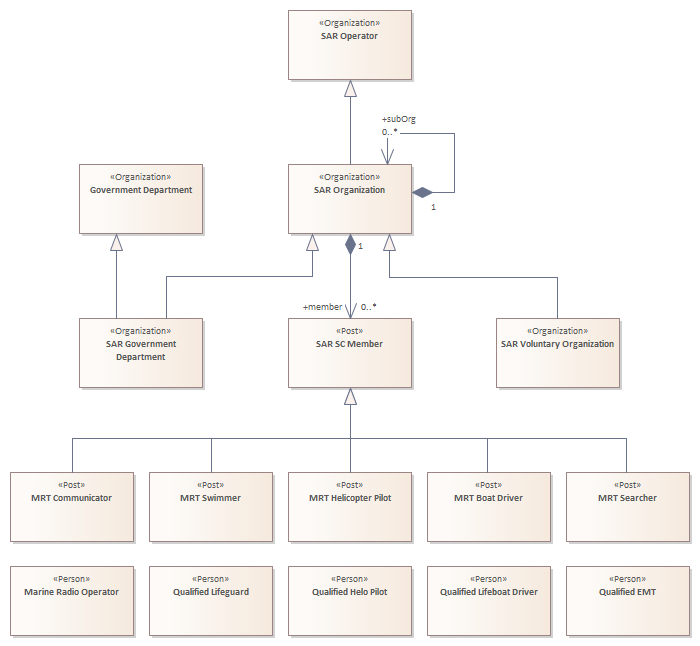 «Organization»
SAR Operator
+subOrg
0..*
«Organization»
Government Department
«Organization»
SAR Organization
1
1
+member
0..*
«Organization»
SAR Government
Department
«Post»
SAR SC Member
«Organization»
SAR Voluntary Organization
«Post»
MRT Communicator
«Post»
MRT Swimmer
«Post»
MRT Helicopter Pilot
«Post»
MRT Boat Driver
«Post»
MRT Searcher
«Person»
Marine Radio Operator
«Person»
Qualified Lifeguard
«Person»
Qualified Helo Pilot
«Person»
Qualified Lifeboat Driver
«Person»
Qualified EMT